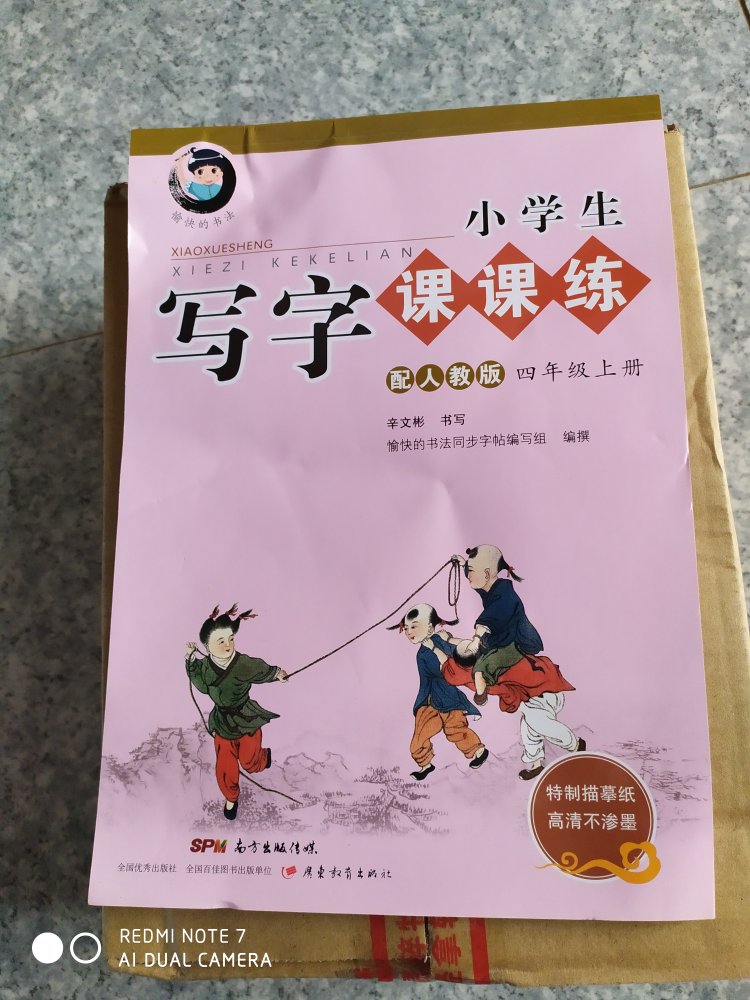 愉快的书法
小学生
XIAOXUESHENG
XIEZI KEKELIAN
写字课课练
配人教版 四年级上册
辛文彬 书写
愉快的书法同步字帖编写组 编撰
特制描摹纸
高清不渗墨
SPM 南方出版传媒
全国优秀出版社 全国百佳图书出版单位 广东教育出版社
REDMI NOTE 7
AI DUAL CAMERA